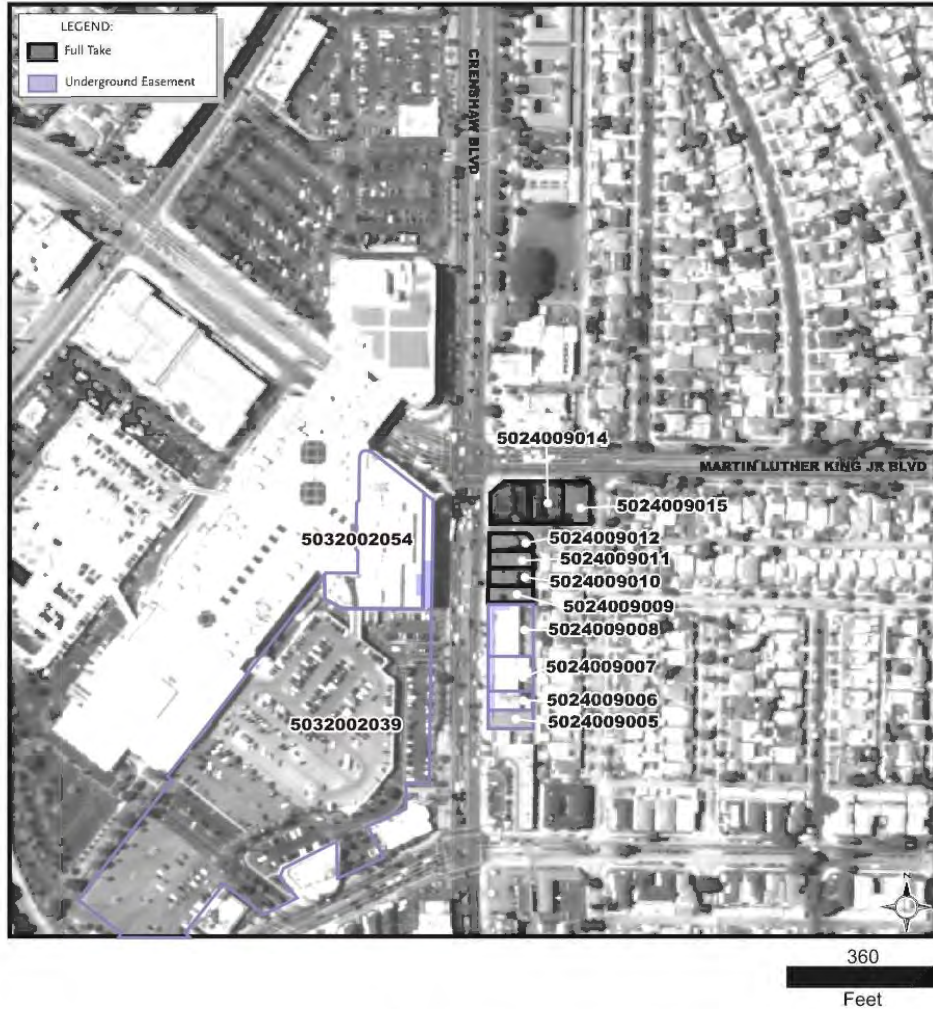 LEGEND:
Full Take
Underground Easement
CRENSHAW BLVD
5024009014
MARTIN LUTHER KING JR BLVD
5024009015
5032002054
5024009012
5024009011
5024009010
5024009009
5024009008
5024009007
5024009006
5024009005
5032002039
Z
360
Feet